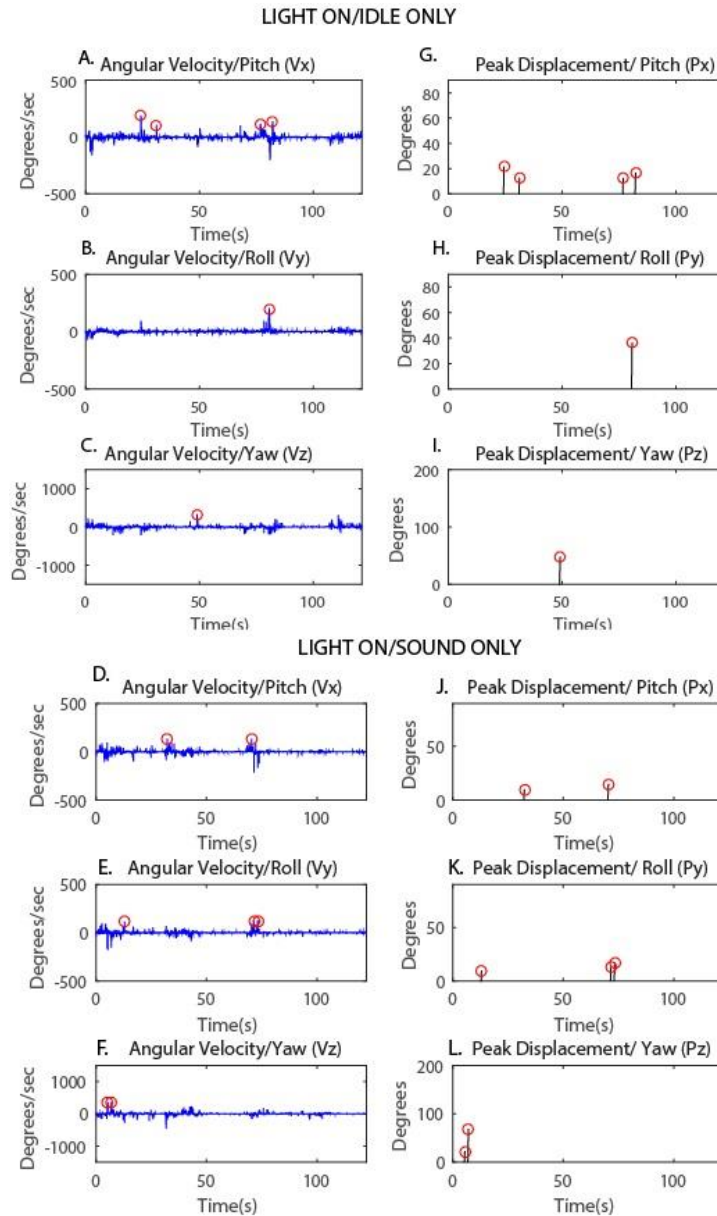 LIGHT ON/IDLE ONLY
A. Angular Velocity/Pitch (Vx)
500
0
-500
Degrees/sec
0 50 100
Time(s)
G. Peak Displacement/ Pitch (Px)
80
60
40
20
0
Degrees
0 50 100
Time(s)
B. Angular Velocity/Roll (Vy)
500
0
-500
Degrees/sec
0 50 100
Time(s)
H. Peak Displacement/ Roll (Py)
80
60
40
20
0
Degrees
0 50 100
Time(s)
C. Angular Velocity/Yaw (Vz)
1000
0
-1000
Degrees/sec
0 50 100
Time(s)
I. Peak Displacement/ Yaw (Pz)
200
100
0
Degrees
0 50 100
Time(s)
LIGHT ON/SOUND ONLY
D. Angular Velocity/Pitch (Vx)
500
0
-500
Degrees/sec
0 50 100
Time(s)
J. Peak Displacement/ Pitch (Px)
50
0
Degrees
0 50 100
Time(s)
E. Angular Velocity/Roll (Vy)
500
0
-500
Degrees/sec
0 50 100
Time(s)
K. Peak Displacement/ Roll (Py)
50
0
Degrees
0 50 100
Time(s)
F. Angular Velocity/Yaw (Vz)
1000
0
-1000
Degrees/sec
0 50 100
Time(s)
L. Peak Displacement/ Yaw (Pz)
200
100
0
Degrees
0 50 100
Time(s)